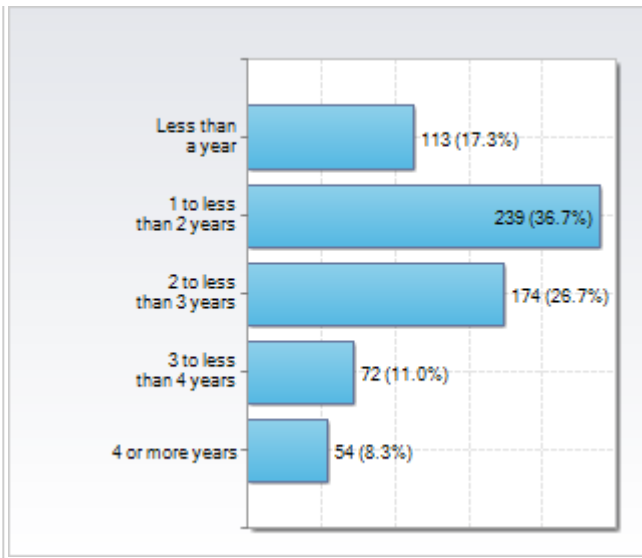 Less than
a year
113 (17.3%)
1 to less
than 2 years
239 (36.7%)
2 to less
than 3 years
174 (26.7%)
3 to less
than 4 years
72 (11.0%)
4 or more years
54 (8.3%)